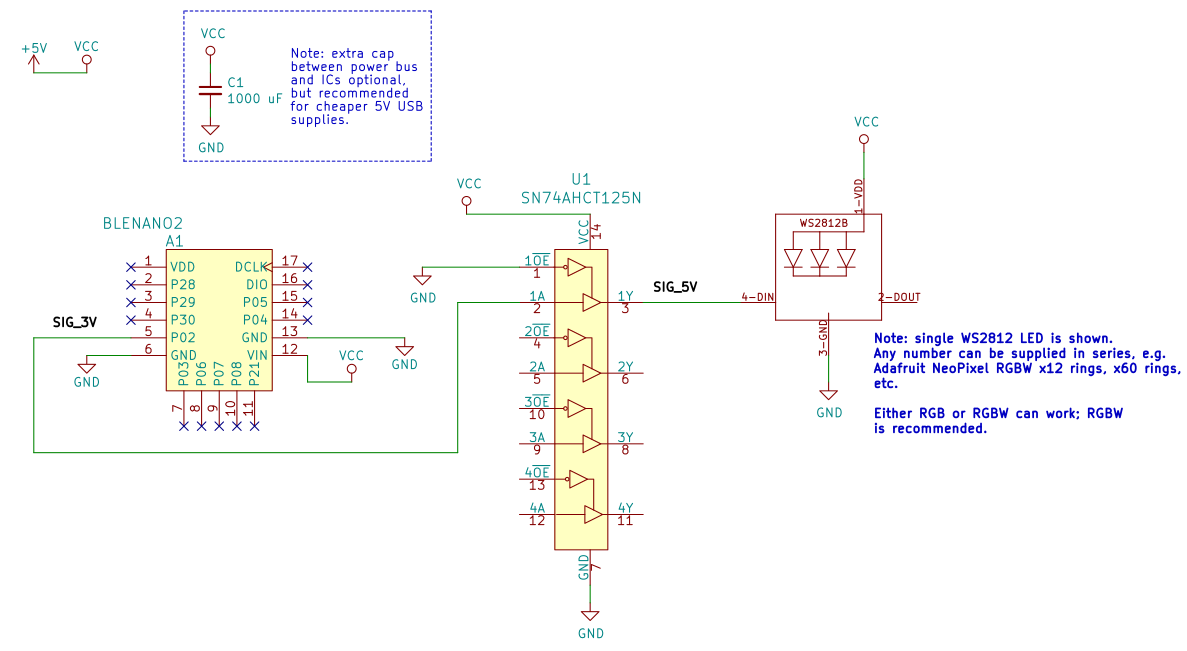 +5V
VCC
VCC
C1
1000 uF
GND
Note: extra cap
between power bus
and ICs optional,
but recommended
for cheaper 5V USB
supplies.
BLENANO2
A1
1 VDD
2 P28
3 P29
4 P30
5 P02
6 GND
DCLK 17
DIO 16
P05 15
P04 14
GND 13
VIN 12
P03 P06 P07 P08 P21
7 8 9 10 11
SIG_3V
GND
GND
VCC
VCC
U1
SN74AHCT125N
VCC 14
GND
1OE
1
1A
2
2OE
4
2A
5
3OE
10
3A
9
4OE
13
4A
12
1Y
3
2Y
6
3Y
8
4Y
11
GND 7
GND
SIG_5V
VCC
1-VDD
WS2812B
4-DIN
2-DOUT
3-GND
GND
Note: single WS2812 LED is shown.
Any number can be supplied in series, e.g.
Adafruit NeoPixel RGBW x12 rings, x60 rings,
etc.
Either RGB or RGBW can work; RGBW
is recommended.